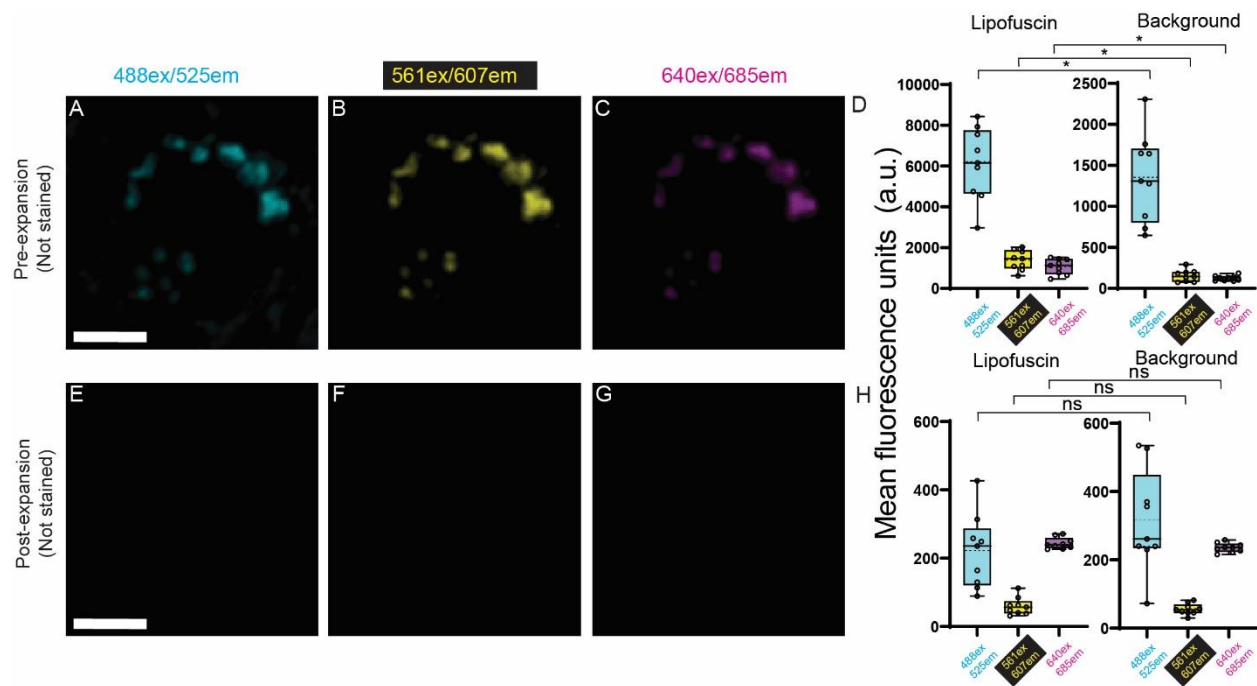 488ex/525em
561ex/607em
640ex/685em
Pre-expansion
(Not stained)
A
B
C
D
Lipofuscin
Background
*
*
*
Mean fluorescence units (a.u.)
10000
8000
6000
4000
2000
0
488ex
525em
561ex
607em
640ex
685em
2500
2000
1500
1000
500
0
488ex
525em
561ex
607em
640ex
685em
Post-expansion
(Not stained)
E
F
G
H
Lipofuscin
Background
ns
ns
ns
600
400
200
0
488ex
525em
561ex
607em
640ex
685em
600
400
200
0
488ex
525em
561ex
607em
640ex
685em